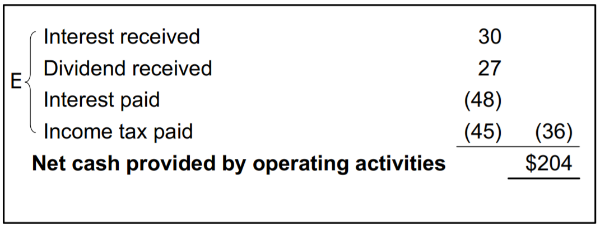 Interest received 30
Dividend received 27
E Interest paid (48)
Income tax paid (45) (36)
Net cash provided by operating activities $204